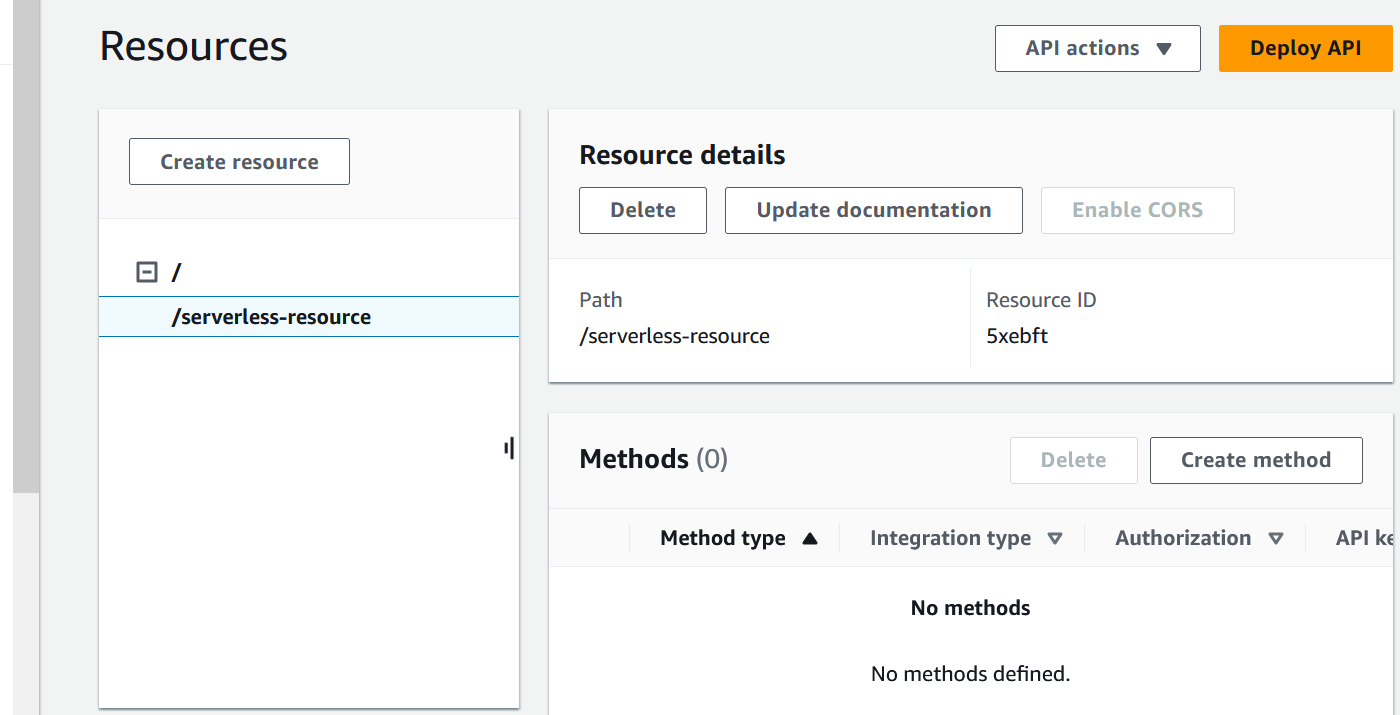 Resources
API actions
Deploy API
Create resource
/
/serverless-resource
Resource details
Delete
Update documentation
Enable CORS
Path
/serverless-resource
Resource ID
5xebft
Methods (0)
Delete
Create method
Method type
Integration type
Authorization
API ke
No methods
No methods defined.